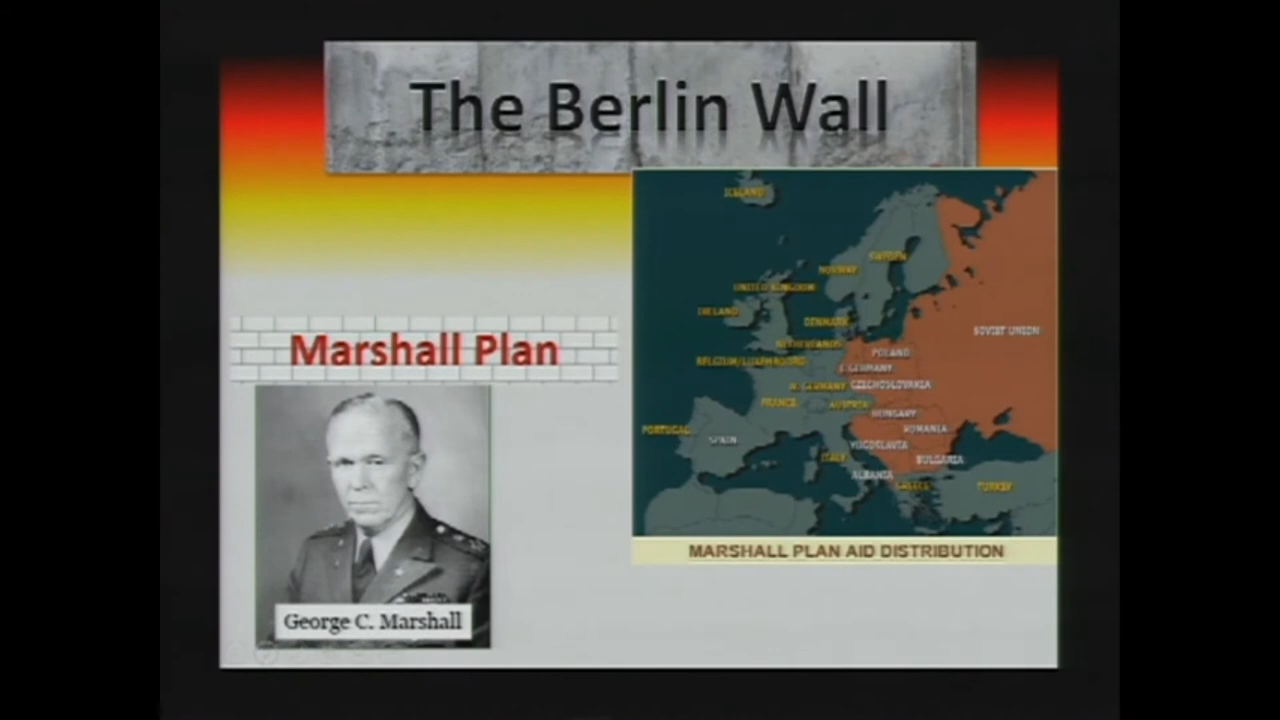 The Berlin Wall
Marshall Plan
George C. Marshall
ICELAND
SWEDEN
NORWAY
UNITED KINGDOM
IRELAND
DENMARK
SOVIET UNION
NETHERLANDS
POLAND
BELGIUM/LUXEMBOURG
E. GERMANY
W. GERMANY CZECHOSLOVAKIA
FRANCE
AUSTRIA
HUNGARY
PORTUGAL
ROMANIA
SPAIN
YUGOSLAVIA
ITALY
BULGARIA
ALBANIA
GREECE
TURKEY
MARSHALL PLAN AID DISTRIBUTION